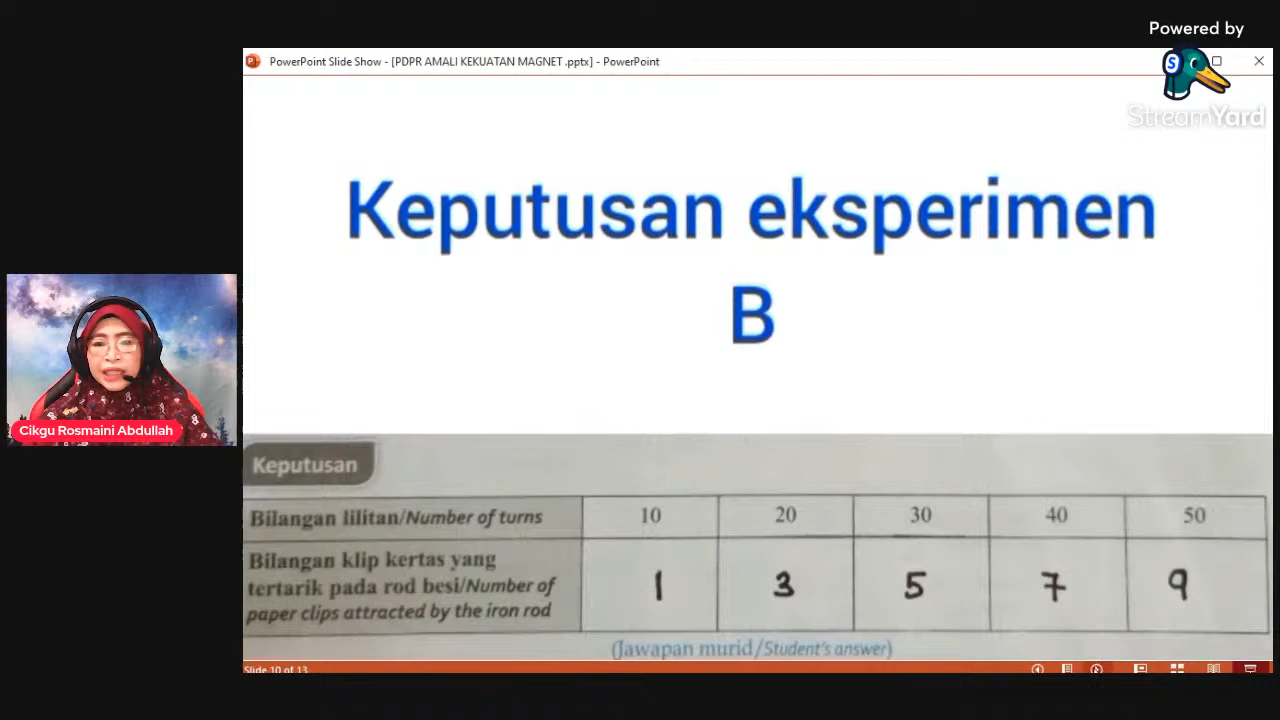 Powered by
StreamYard
PowerPoint Slide Show - [PDPR AMALI KEKUATAN MAGNET .pptx] - PowerPoint
Keputusan eksperimen
B
Cikgu Rosmaini Abdullah
Keputusan
Bilangan lilitan/Number of turns 10 20 30 40 50
Bilangan klip kertas yang
tertarik pada rod besi/Number of
paper clips attracted by the iron rod 1 3 5 7 9
(Jawapan murid/Student's answer)
Slide 10 of 13